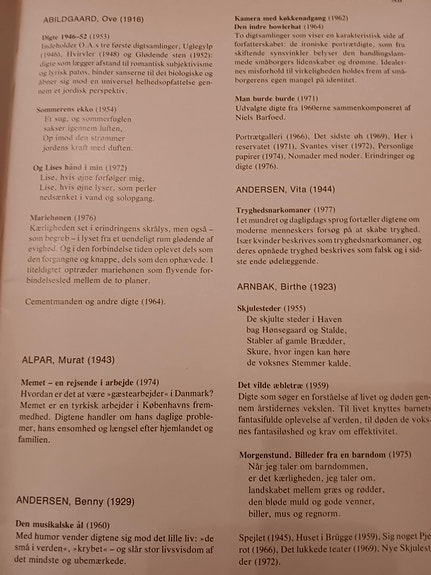 ABILDGAARD, Ove (1916)
Digte 1946–52 (1953)
Indeholder O.A.s tre første digtsamlinger, Uglegylp
(1946), Hvirvler (1948) og Glødende sten (1952):
digte som lægger afstand til romantisk subjektivisme
og lyrisk patos, binder sanserne til det biologiske og
åbner sig mod en universel helhedsopfattelse gen-
nem et jordisk perspektiv.
Sommerens ekko (1954)
Et sug, og sommerfuglen
sakser igennem luften,
Op imod den strømmer
jordens kraft med duften.
Og Lises hånd i min (1972)
Lise, hvis øjne forfølger mig,
Lise, hvis øjne lyser, som perler
nedsænket i vand og solopgang.
Mariehønen (1976)
Kærligheden set i erindringens skrålys, men også –
som begreb – i lyset fra et uendeligt rum glødende af
evighed. Og i den forbindelse tiden oplevet dels som
den forgangne og knappe, dels som den ophævede. I
titeldigtet optræder mariehønen som flyvende for-
bindelsesled mellem de to planer.
Cementmanden og andre digte (1964).
ALPAR, Murat (1943)
Memet – en rejsende i arbejde (1974)
Hvordan er det at være »gæstearbejder« i Danmark?
Memet er en tyrkisk arbejder i Københavns frem-
medhed. Digtene handler om hans daglige proble-
mer, hans ensomhed og længsel efter hjemlandet og
familien.
ANDERSEN, Benny (1929)
Den musikalske ål (1960)
Med humor vender digtene sig mod det lille liv: »de
små i verden«, »krybet« – og slår stor livsvisdom af
det mindste og ubemærkede.
Kamera med køkkenadgang (1962)
Den indre bowlerhat (1964)
To digtsamlinger som viser en karakteristisk side af
forfatterskabet: de ironiske portrætdigte, som fra
skiftende synsvinkler belyser den handlingslam-
mede småborgers lidenskaber og drømme. Idealer-
nes misforhold til virkeligheden holdes frem af små-
borgerens egen mangel på identitet.
Man burde burde (1971)
Udvalgte digte fra 1960erne sammenkomponeret af
Niels Barfoed.
Portrætgalleri (1966), Det sidste øh (1969), Her i
reservatet (1971), Svantes viser (1972), Personlige
papirer (1974), Nomader med noder. Erindringer og
digte (1976).
ANDERSEN, Vita (1944)
Tryghedsnarkomaner (1977)
I et mundret og dagligdags sprog fortæller digtene om
moderne menneskers forsøg på at skabe tryghed.
Især kvinder beskrives som tryghedsnarkomaner, og
deres opnåede tryghed beskrives som falsk og i sid-
ste ende ødelæggende.
ARNBAK, Birthe (1923)
Skjulesteder (1955)
De skjulte steder i Haven
bag Hønsegaard og Stalde,
Stabler af gamle Brædder,
Skure, hvor ingen kan høre
de voksnes Stemmer kalde.
Det vilde æbletræ (1959)
Digte som søger en forståelse af livet og døden gen-
nem årstidernes vekslen. Til livet knyttes barnets
fantasifulde oplevelse af verden, til døden de voks-
nes fantasiløshed og krav om effektivitet.
Morgenstund. Billeder fra en barndom (1975)
Når jeg taler om barndommen,
er det kærligheden, jeg taler om,
landskabet mellem græs og rødder,
den bløde muld og gode venner,
biller, mus og regnorm.
Spejlet (1945), Huset i Brügge (1959), Sig noget Pje
rot (1966), Det lukkede teater (1969), Nye Skjulest
der (1972).